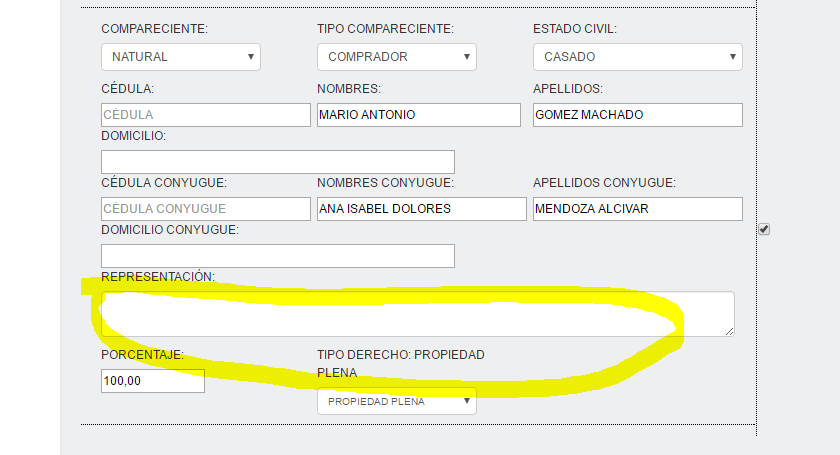 COMPARECIENTE: TIPO COMPARECIENTE: ESTADO CIVIL:
NATURAL COMPRADOR CASADO
CÉDULA: NOMBRES: APELLIDOS:
CÉDULA MARIO ANTONIO GOMEZ MACHADO
DOMICILIO:
CÉDULA CONYUGUE: NOMBRES CONYUGUE: APELLIDOS CONYUGUE:
CÉDULA CONYUGUE ANA ISABEL DOLORES MENDOZA ALCIVAR
DOMICILIO CONYUGUE:
REPRESENTACIÓN:
PORCENTAJE: TIPO DERECHO: PROPIEDAD
PLENA
100,00
PROPIEDAD PLENA